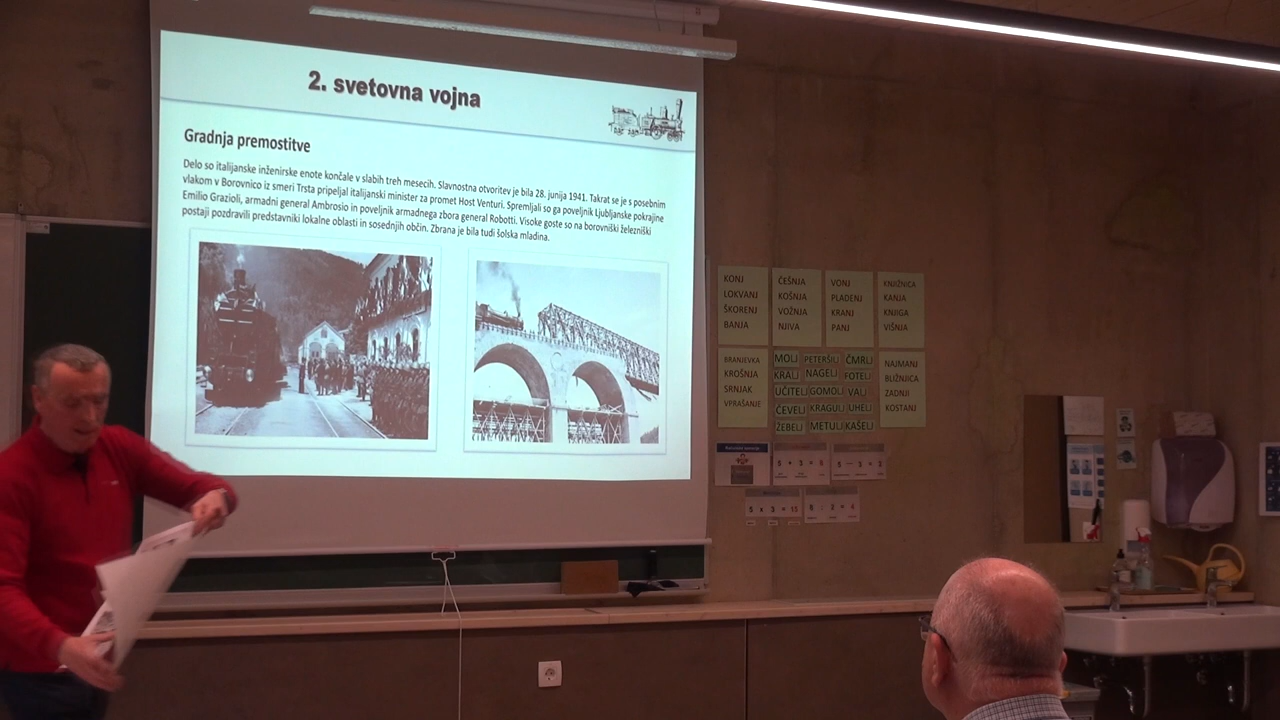 2. svetovna vojna
Gradnja premostitve
Delo so italijanske inženirske enote končale v slabih treh mesecih. Slavnostna otvoritev je bila 28. junija 1941. Takrat se je s posebnim
vlakom v Borovnico iz smeri Trsta pripeljal italijanski minister za promet Host Venturi. Spremljali so ga poveljnik Ljubljanske pokrajine
Emilio Grazioli, armadni general Ambrosio in poveljnik armadnega zbora general Robotti. Visoke goste so na borovniški železniški
postaji pozdravili predstavniki lokalne oblasti in sosednjih občin. Zbrana je bila tudi šolska mladina.
KONJ
LOKVANJ
ŠKORENJ
BANJA
ČEŠNJA
KOŠNJA
VOŽNJA
NJIVA
VONJ
PLADENJ
KRANJ
PANJ
KNJIŽNICA
KANJA
KNJIGA
VIŠNJA
BRANJEVKA
KROŠNJA
SRNJAK
VPRAŠANJE
MOLJ PETERŠILJ ČMRLJ
KRALJ NAGELJ FOTELJ
UČITELJ GOMOLJ VALJ
ČEVELJ KRAGULJ UHELJ
ŽEBELJ METULJ KAŠELJ
NAJMANJ
BLIŽNJICA
ZADNJI
KOSTANJ
5 + 3 = 8
5 - 3 = 2
5 x 3 = 15